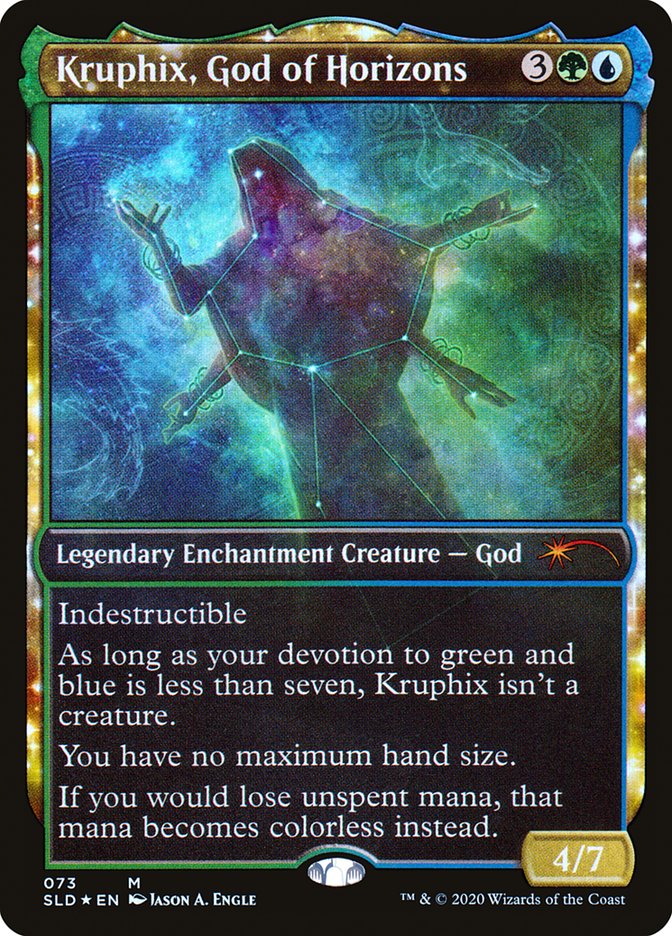 Kruphix, God of Horizons 3
Legendary Enchantment Creature — God
Indestructible
As long as your devotion to green and
blue is less than seven, Kruphix isn't a
creature.
You have no maximum hand size.
If you would lose unspent mana, that
mana becomes colorless instead.
4/7
073 M
SLD ★ EN Jason A. Engle
™ & © 2020 Wizards of the Coast